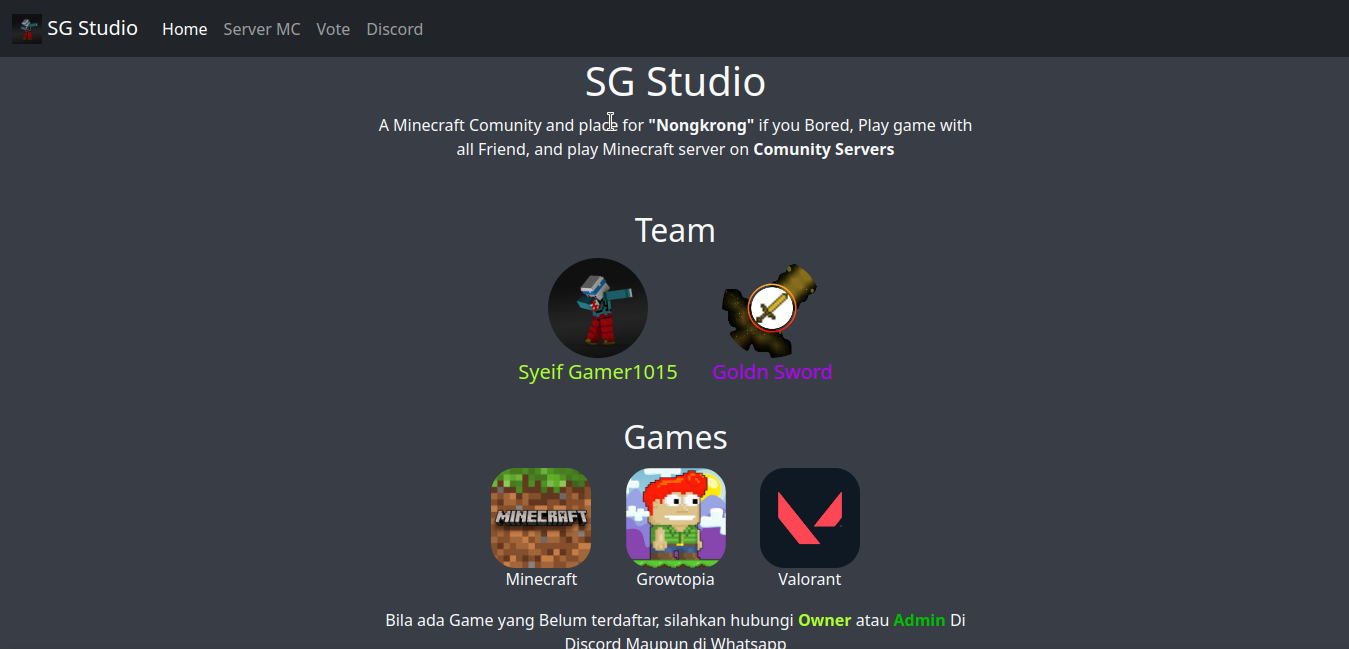 SG Studio Home Server MC Vote Discord
SG Studio
A Minecraft Comunity and place for "Nongkrong" if you Bored, Play game with
all Friend, and play Minecraft server on Comunity Servers
Team
Syeif Gamer1015 Goldn Sword
Games
MINECRAFT
Minecraft Growtopia Valorant
Bila ada Game yang Belum terdaftar, silahkan hubungi Owner atau Admin Di
Discord Maupun di Whatsapp